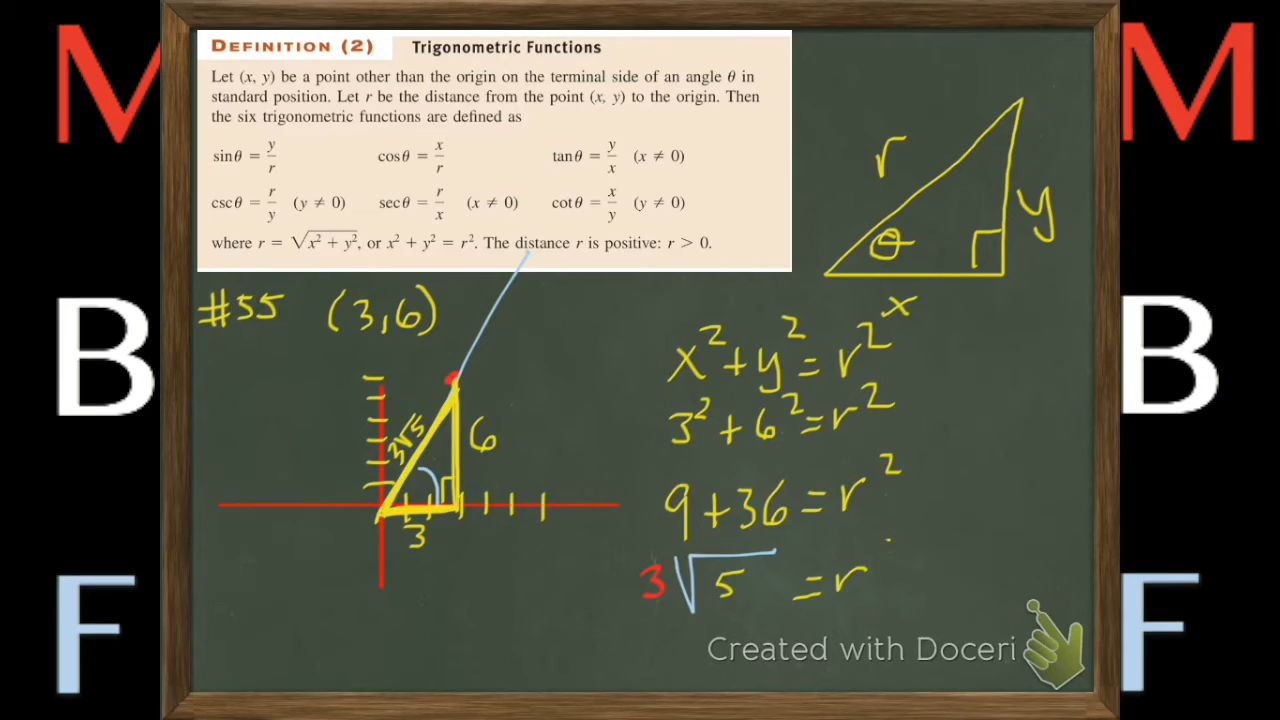 M
B
F
DEFINITION (2) Trigonometric Functions
Let (x, y) be a point other than the origin on the terminal side of an angle θ in
standard position. Let r be the distance from the point (x, y) to the origin. Then
the six trigonometric functions are defined as
sinθ = y/r cosθ = x/r tanθ = y/x (x ≠ 0)
cscθ = r/y (y ≠ 0) secθ = r/x (x ≠ 0) cotθ = x/y (y ≠ 0)
where r = √x² + y², or x² + y² = r². The distance r is positive: r > 0.
r
θ
y
x
#55 (3,6)
3√5
6
3
x² + y² = r²
3² + 6² = r²
9 + 36 = r²
3√5 = r
Created with Doceri
M
B
F